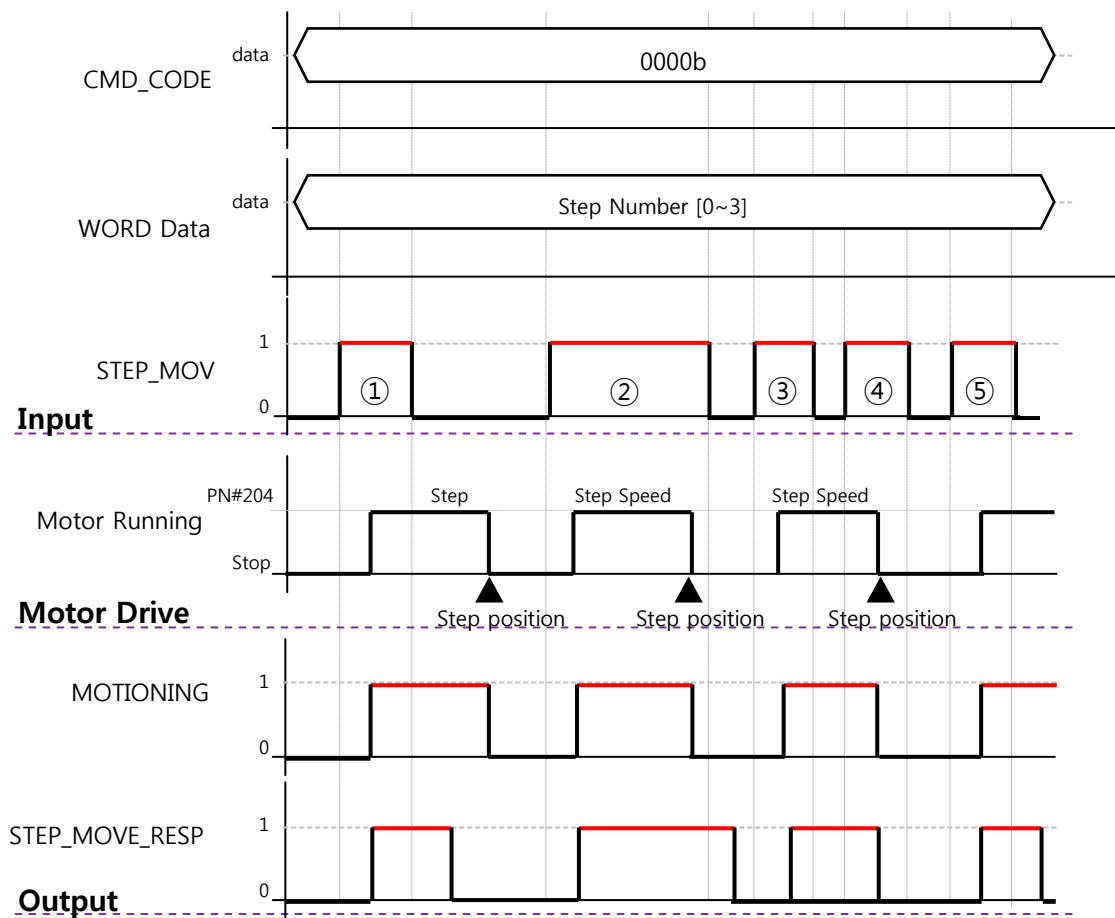 data
0000b
CMD_CODE
data
Step Number [0~3]
WORD Data
1
STEP_MOV
① ② ③ ④ ⑤
0
Input
PN#204 Step Step Speed Step Speed
Motor Running
Stop
Motor Drive
Step position Step position Step position
1
MOTIONING
0
1
STEP_MOVE_RESP
0
Output